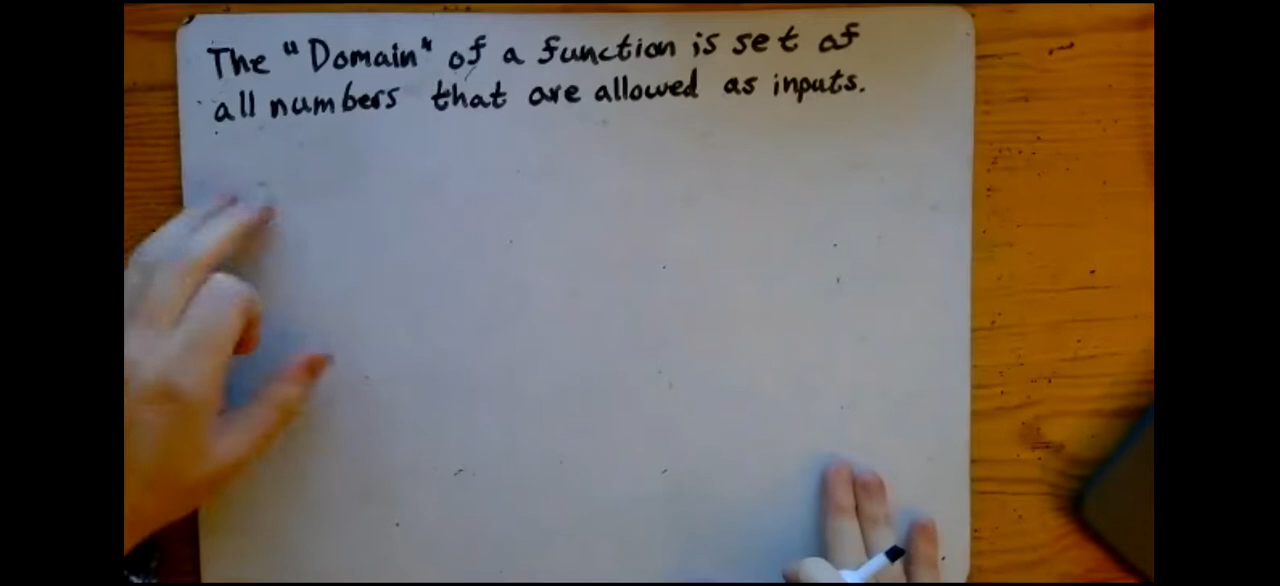 The "Domain" of a function is set of
all numbers that are allowed as inputs.